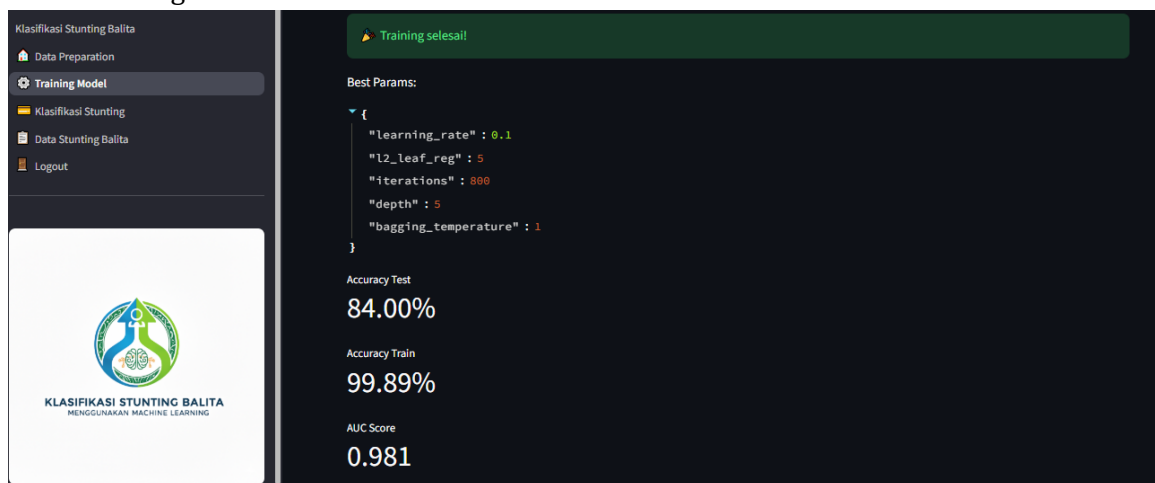 Klasifikasi Stunting Balita
Data Preparation
Training Model
Klasifikasi Stunting
Data Stunting Balita
Logout
KLASIFIKASI STUNTING BALITA
MENGGUNAKAN MACHINE LEARNING
Training selesai!
Best Params:
{
"learning_rate" : 0.1
"l2_leaf_reg" : 5
"iterations" : 800
"depth" : 5
"bagging_temperature" : 1
}
Accuracy Test
84.00%
Accuracy Train
99.89%
AUC Score
0.981